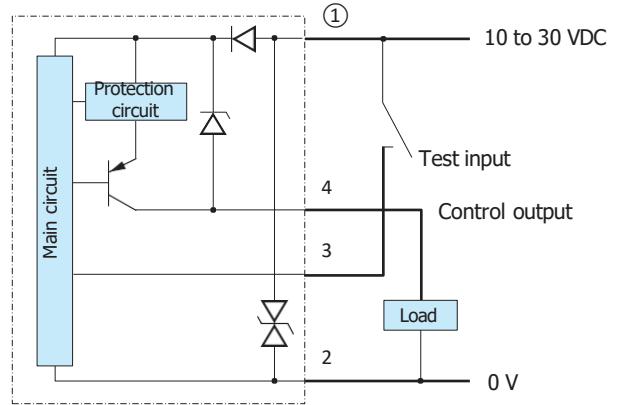 ①
10 to 30 VDC
Protection
circuit
Test input
Main circuit
4
Control output
3
Load
2
0 V